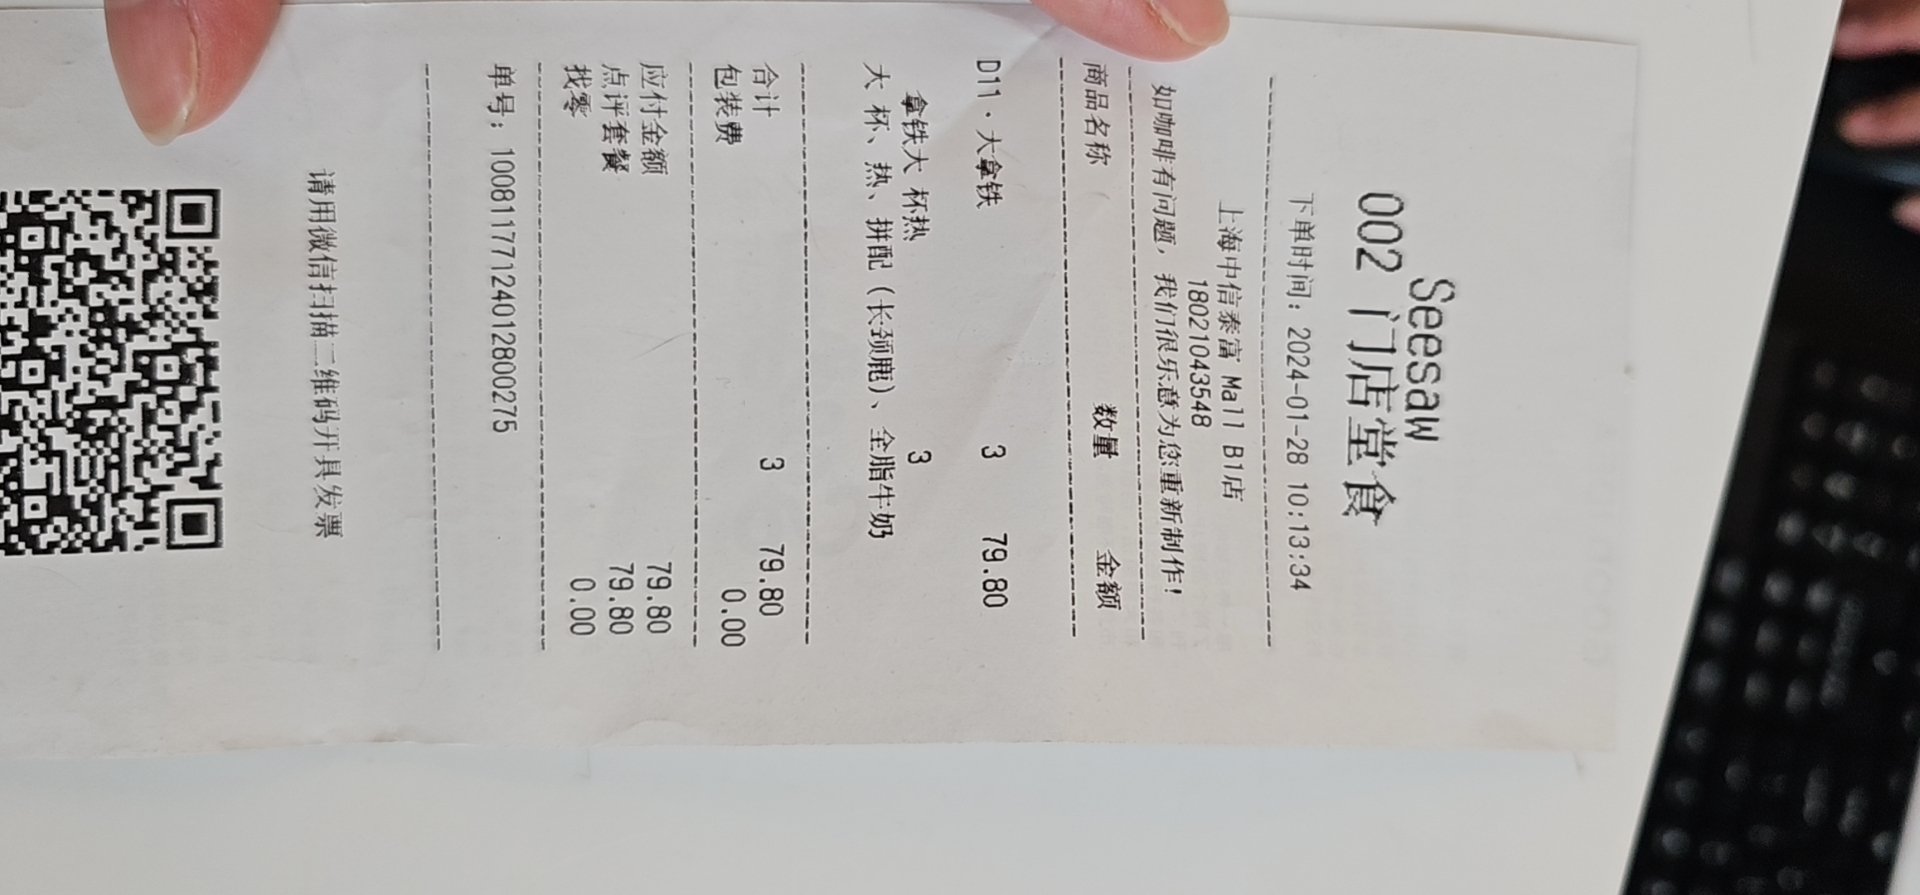 Seesaw
002 门店堂食
下单时间: 2024-01-28 10:13:34
上海中信泰富 Mall B1店
18021043548
如咖啡有问题, 我们很乐意为您重新制作!
商品名称 数量 金额
D11·大拿铁 3 79.80
拿铁大 杯热 3
大 杯、热、拼配（长颈鹿）、全脂牛奶
合计 3 79.80
包装费 0.00
应付金额 79.80
点评套餐 79.80
找零 0.00
单号: 1008117712401280​0275
请用微信扫描二维码开具发票